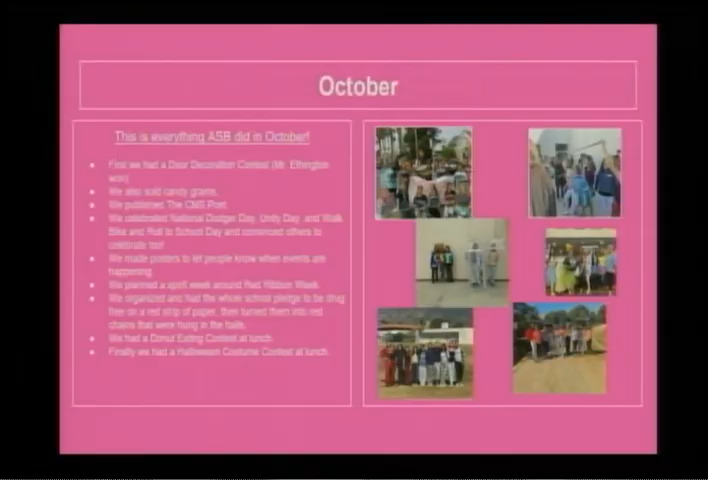 October
This is everything ASB did in October!
First we had a Door Decoration Contest (Mr. Ethington
won)
We also sold candy grams.
We published The CMS Post.
We celebrated National Dodger Day, Unity Day, and Walk
Bike and Roll to School Day and convinced others to
celebrate too!
We made posters to let people know when events are
happening.
We planned a spirit week around Red Ribbon Week.
We organized and had the whole school pledge to be drug
free on a red strip of paper, then turned them into red
chains that were hung in the halls.
We had a Donut Eating Contest at lunch.
Finally we had a Halloween Costume Contest at lunch.